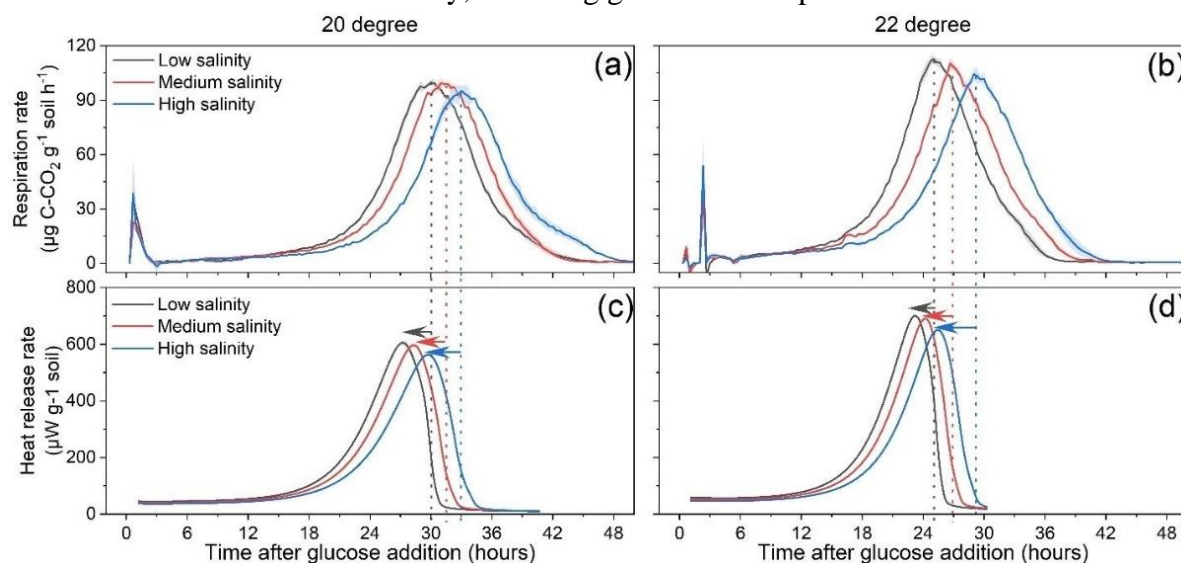 20 degree
22 degree
Low salinity
Medium salinity
High salinity
(a)
(b)
Respiration rate
(µg C-CO₂ g⁻¹ soil h⁻¹)
120
90
60
30
0
Low salinity
Medium salinity
High salinity
(c)
(d)
Heat release rate
(µW g-1 soil)
800
600
400
200
0
0 6 12 18 24 30 36 42 48
0 6 12 18 24 30 36 42 48
Time after glucose addition (hours)
Time after glucose addition (hours)